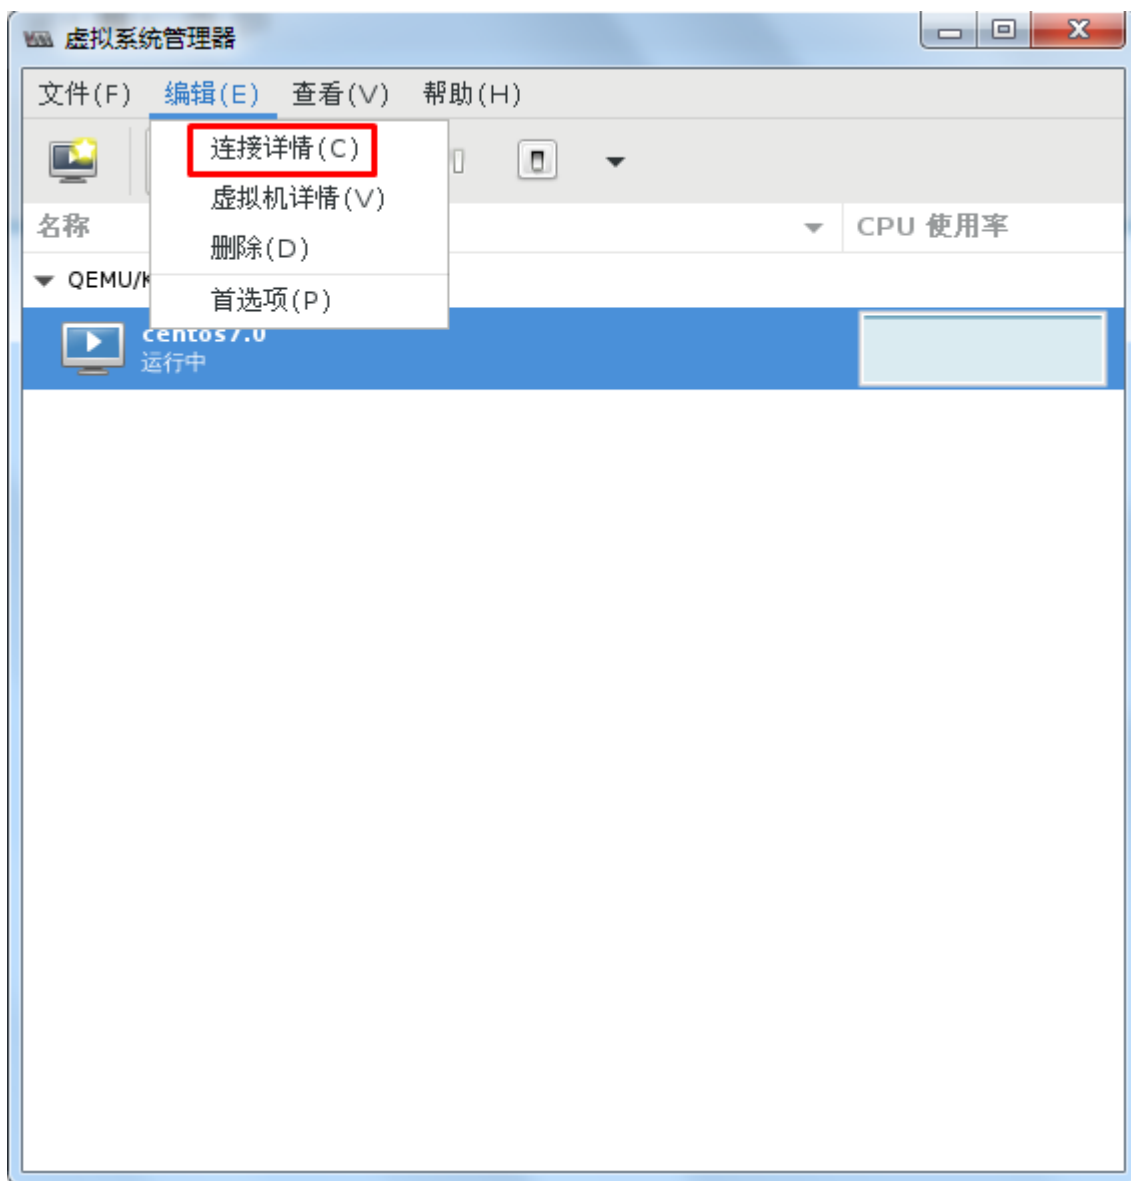 虚拟系统管理器
文件(F) 编辑(E) 查看(V) 帮助(H)
连接详情(C)
虚拟机详情(V)
删除(D)
首选项(P)
名称 CPU 使用率
QEMU/
centos7.0
运行中